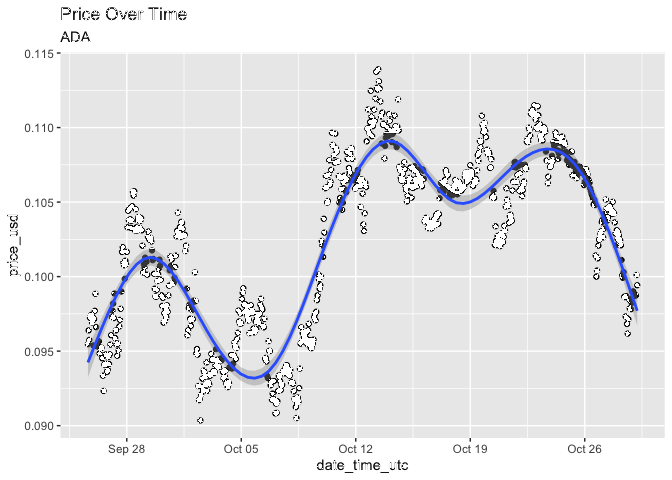 Price Over Time
ADA
0.115
0.110
0.105
0.100
0.095
0.090
price_usd
Sep 28
Oct 05
Oct 12
Oct 19
Oct 26
date_time_utc